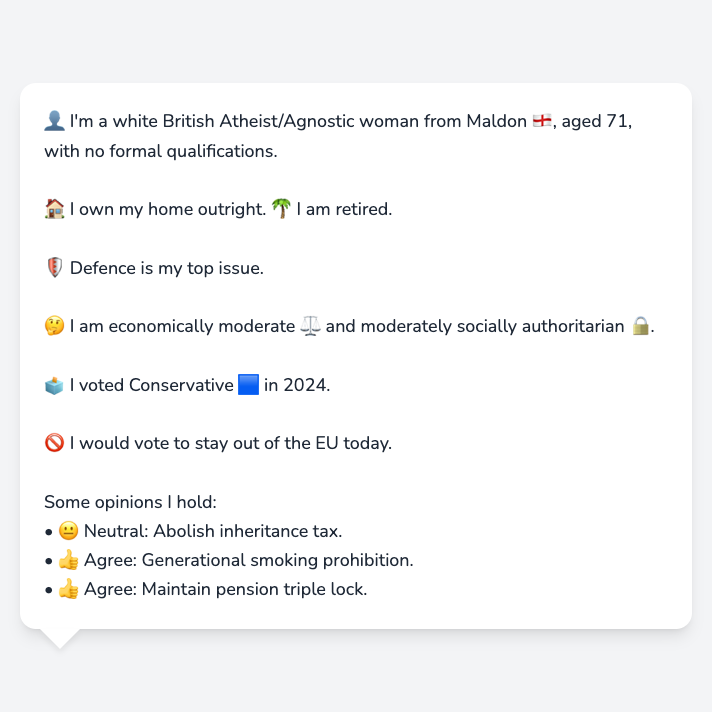 👤 I'm a white British Atheist/Agnostic woman from Maldon 🏴󠁧󠁢󠁥󠁮󠁧󠁿, aged 71,
with no formal qualifications.
🏠 I own my home outright. 🌴 I am retired.
🛡️ Defence is my top issue.
🤔 I am economically moderate ⚖️ and moderately socially authoritarian 🔒.
🗳️ I voted Conservative 🟦 in 2024.
🚫 I would vote to stay out of the EU today.
Some opinions I hold:
• 😐 Neutral: Abolish inheritance tax.
• 👍 Agree: Generational smoking prohibition.
• 👍 Agree: Maintain pension triple lock.